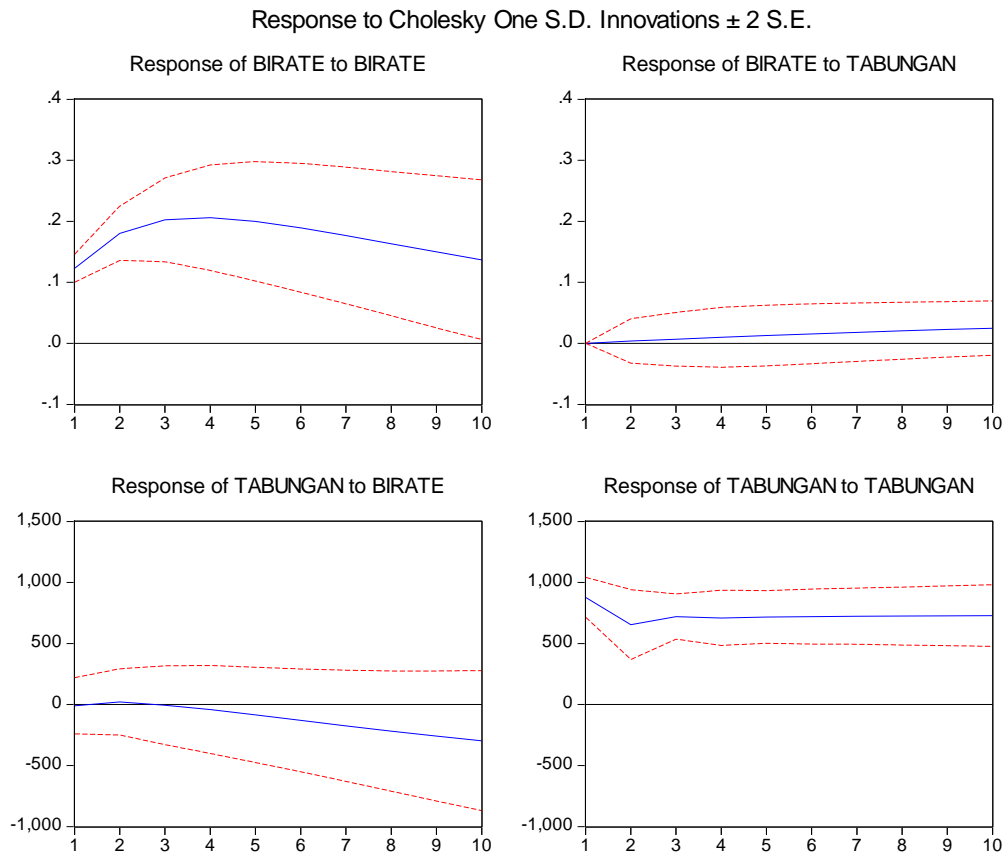 Response to Cholesky One S.D. Innovations ± 2 S.E.
Response of BIRATE to BIRATE
.4
.3
.2
.1
.0
-.1
1 2 3 4 5 6 7 8 9 10
Response of BIRATE to TABUNGAN
.4
.3
.2
.1
.0
-.1
1 2 3 4 5 6 7 8 9 10
Response of TABUNGAN to BIRATE
1,500
1,000
500
0
-500
-1,000
1 2 3 4 5 6 7 8 9 10
Response of TABUNGAN to TABUNGAN
1,500
1,000
500
0
-500
-1,000
1 2 3 4 5 6 7 8 9 10